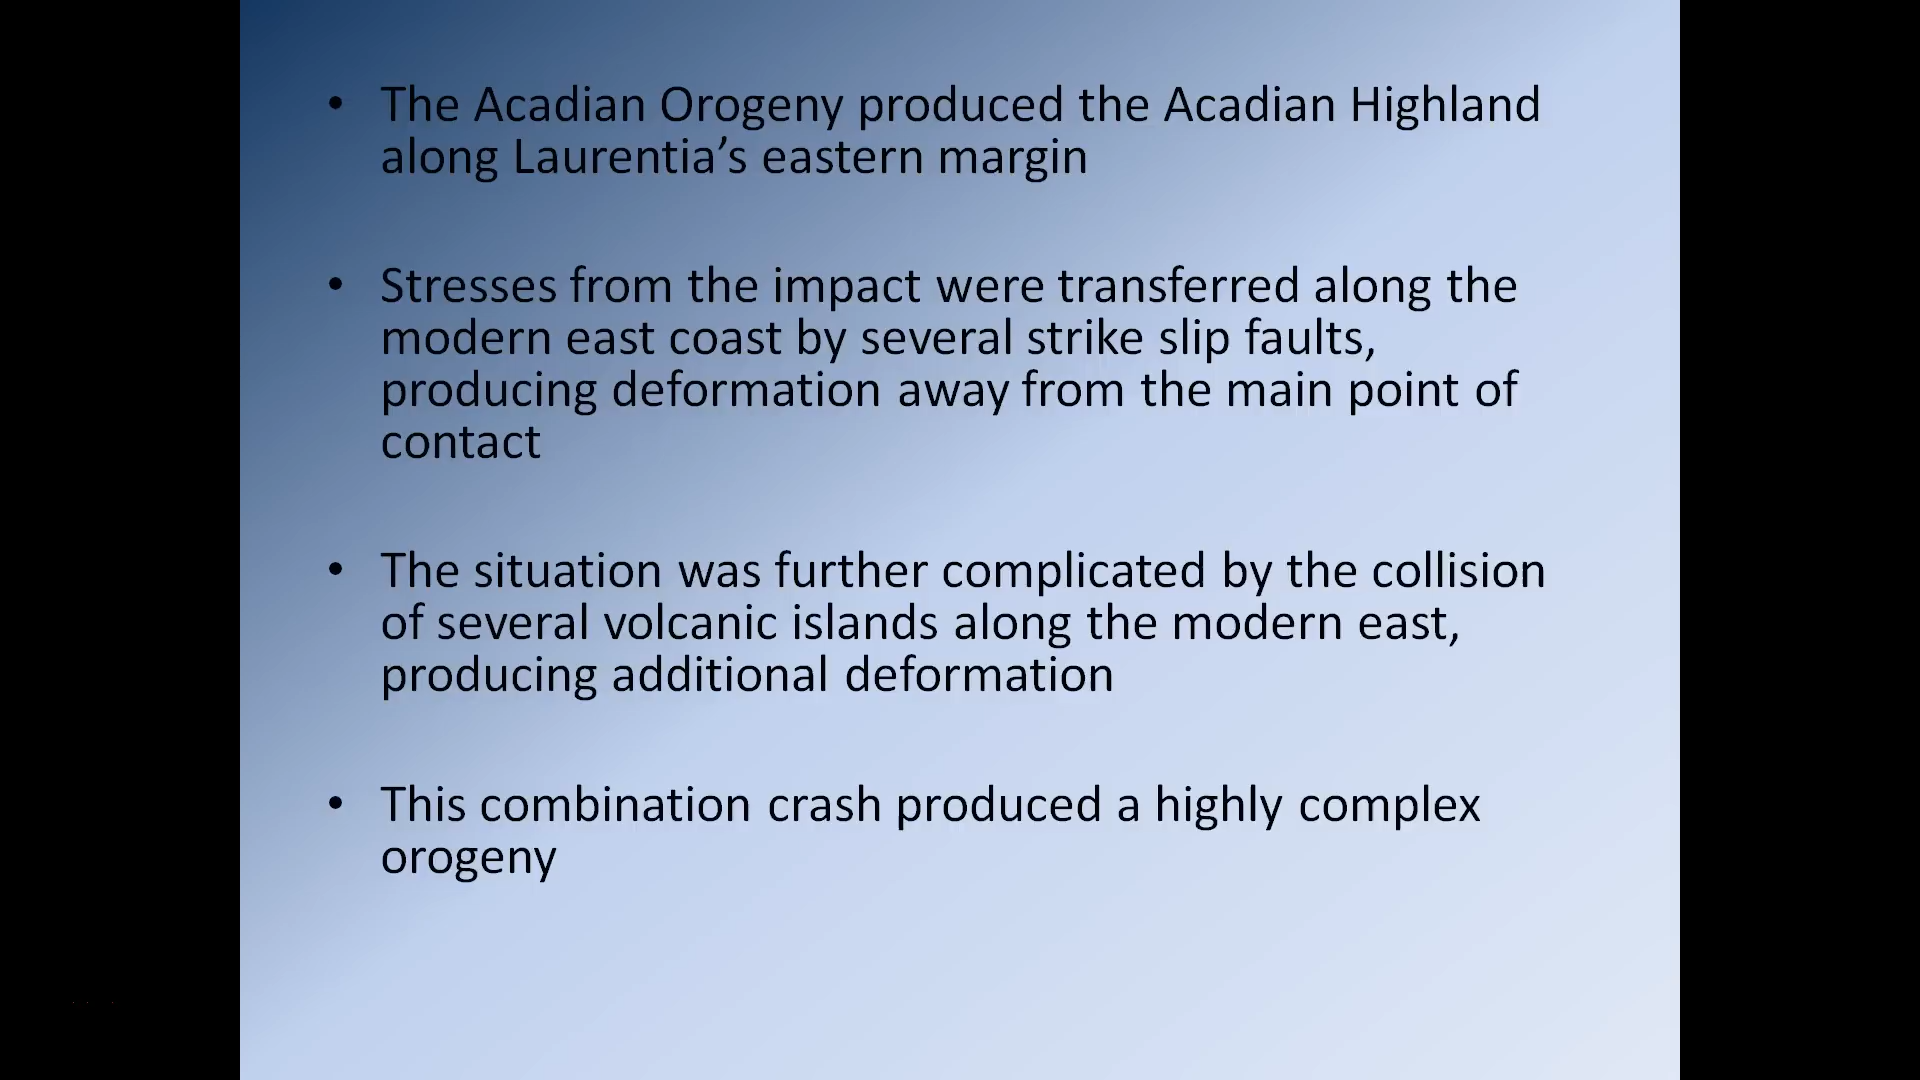 • The Acadian Orogeny produced the Acadian Highland
along Laurentia’s eastern margin
• Stresses from the impact were transferred along the
modern east coast by several strike slip faults,
producing deformation away from the main point of
contact
• The situation was further complicated by the collision
of several volcanic islands along the modern east,
producing additional deformation
• This combination crash produced a highly complex
orogeny